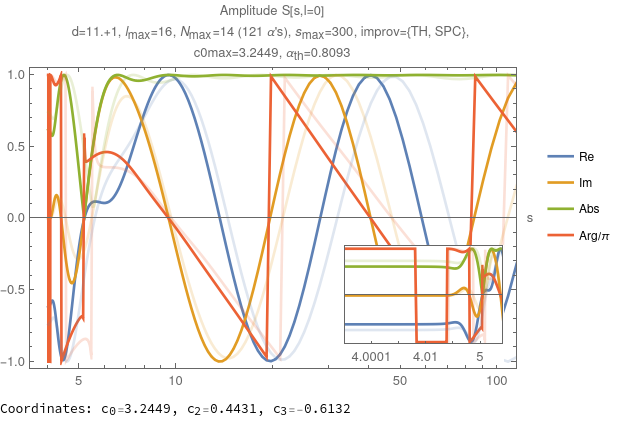 Amplitude S[s,l=0]
d=11.+1, lmax=16, Nmax=14 (121 α's), smax=300, improv={TH, SPC},
c0max=3.2449, αth=0.8093
1.0
0.5
0.0
-0.5
-1.0
5
10
50
100
s
4.0001
4.01
5
Re
Im
Abs
Arg/π
Coordinates: c0=3.2449, c2=0.4431, c3=-0.6132